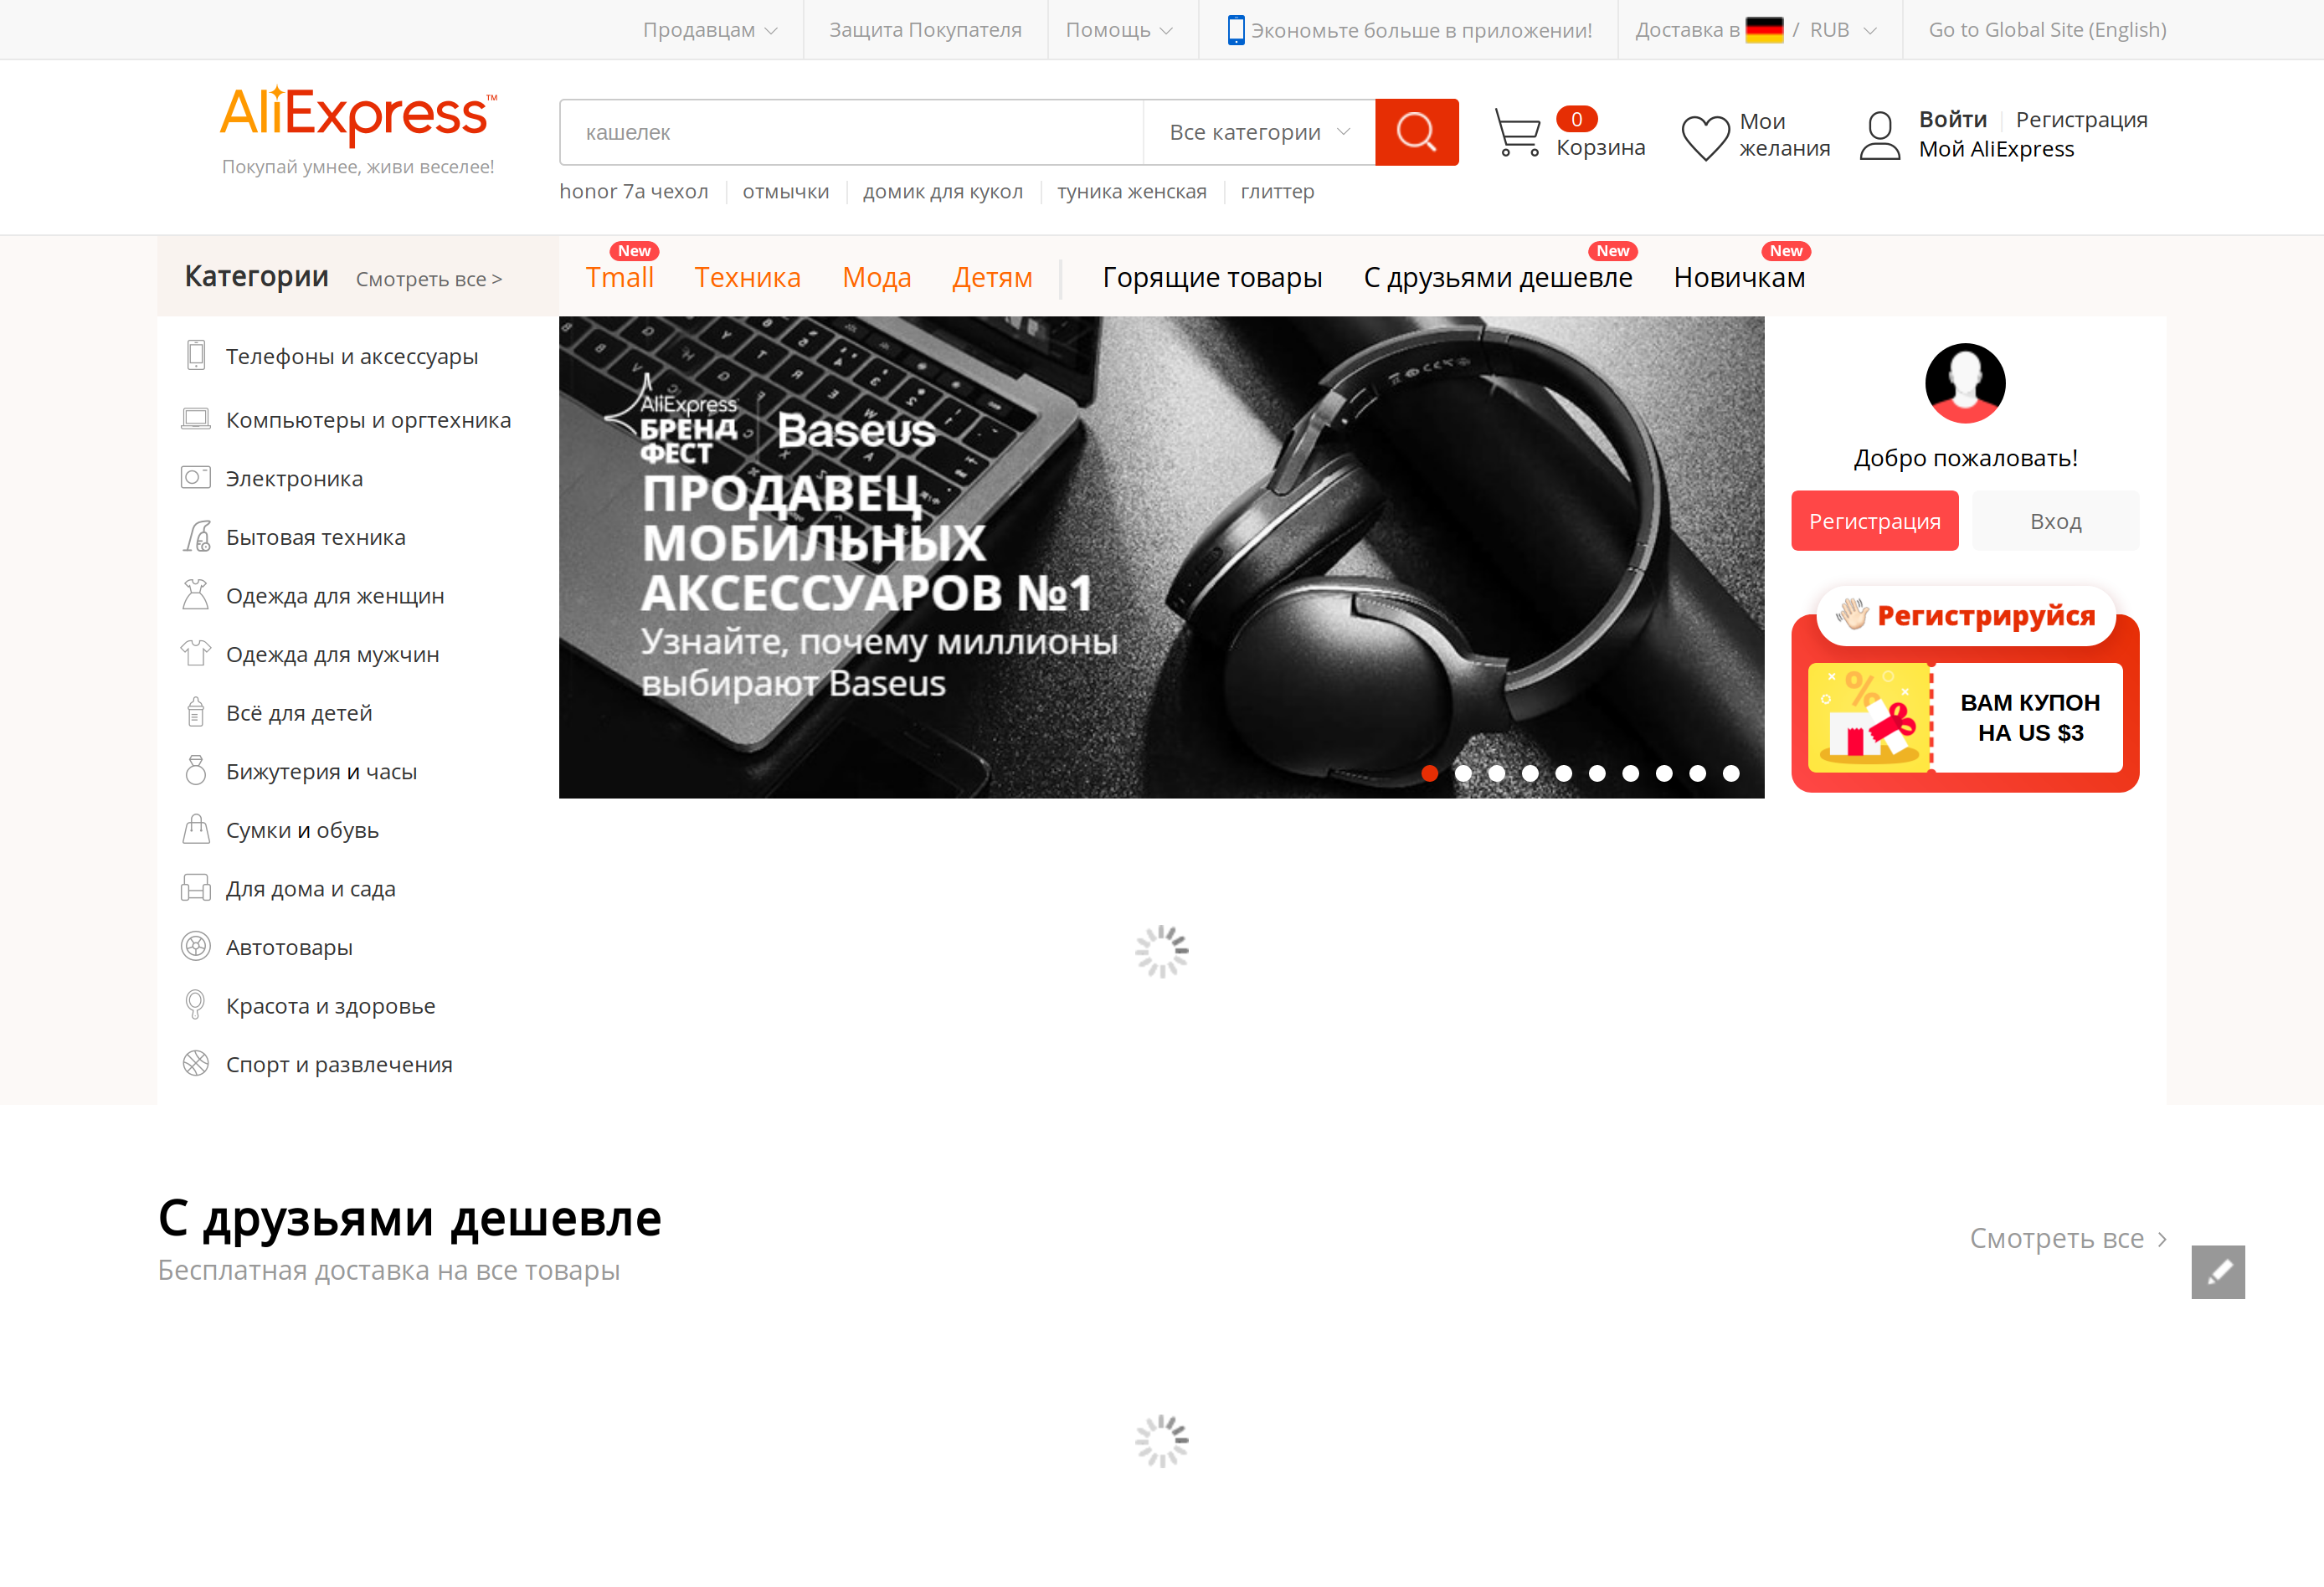 Продавцам
Защита Покупателя
Помощь
Экономьте больше в приложении!
Доставка в / RUB
Go to Global Site (English)
AliExpress™
Покупай умнее, живи веселее!
кашелек
Все категории
0
Корзина
Мои
желания
Войти
Регистрация
Мой AliExpress
honor 7a чехол
отмычки
домик для кукол
туника женская
глиттер
Категории
Смотреть все >
New
Tmall
Техника
Мода
Детям
Горящие товары
New
С друзьями дешевле
New
Новичкам
Телефоны и аксессуары
Компьютеры и оргтехника
Электроника
Бытовая техника
Одежда для женщин
Одежда для мужчин
Всё для детей
Бижутерия и часы
Сумки и обувь
Для дома и сада
Автотовары
Красота и здоровье
Спорт и развлечения
AliExpress
БРЕНД
ФЕСТ
Baseus
ПРОДАВЕЦ
МОБИЛЬНЫХ
АКСЕССУАРОВ №1
Узнайте, почему миллионы
выбирают Baseus
Добро пожаловать!
Регистрация
Вход
Регистрируйся
%
ВАМ КУПОН
НА US $3
С друзьями дешевле
Бесплатная доставка на все товары
Смотреть все >